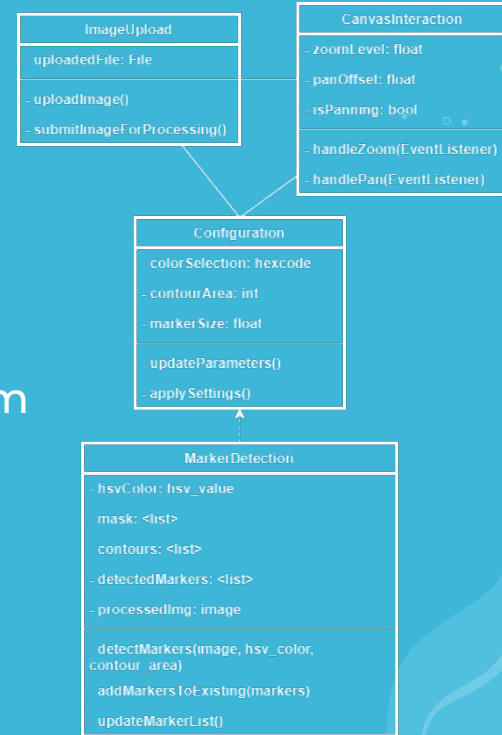 ImageUpload
- uploadedFile: File
- uploadImage()
- submitImageForProcessing()
CanvasInteraction
- zoomLevel: float
- panOffset: float
- isPanning: bool
- handleZoom(EventListener)
- handlePan(EventListener)
Configuration
- colorSelection: hexcode
- contourArea: int
- markerSize: float
- updateParameters()
- applySettings()
m
MarkerDetection
- hsvColor: hsv_value
- mask: <list>
- contours: <list>
- detectedMarkers: <list>
- processedImg: image
- detectMarkers(image, hsv_color,
contour_area)
- addMarkersToExisting(markers)
- updateMarkerList()